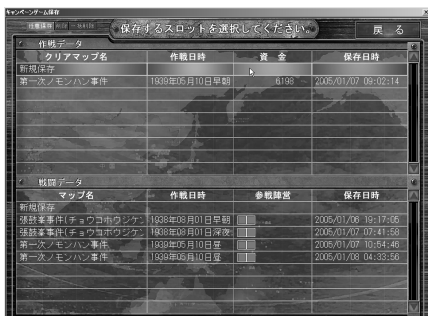 キャンペーンゲーム保存
任意保存 削除 一括削除 保存するスロットを選択してください。 戻る
作戦データ
クリアマップ名 作戦日時 資金 保存日時
新規保存
第一次ノモンハン事件 1939年05月10日早朝 6198 2005/01/07 09:02:14
戦闘データ
マップ名 作戦日時 参戦陣営 保存日時
新規保存
張鼓峯事件(チョウコホウジケン 1938年08月01日早朝 2005/01/06 19:17:05
張鼓峯事件(チョウコホウジケン 1938年08月01日深夜 2005/01/07 07:41:58
第一次ノモンハン事件 1939年05月10日昼 2005/01/07 10:54:46
第一次ノモンハン事件 1939年05月10日昼 2005/01/08 04:33:56